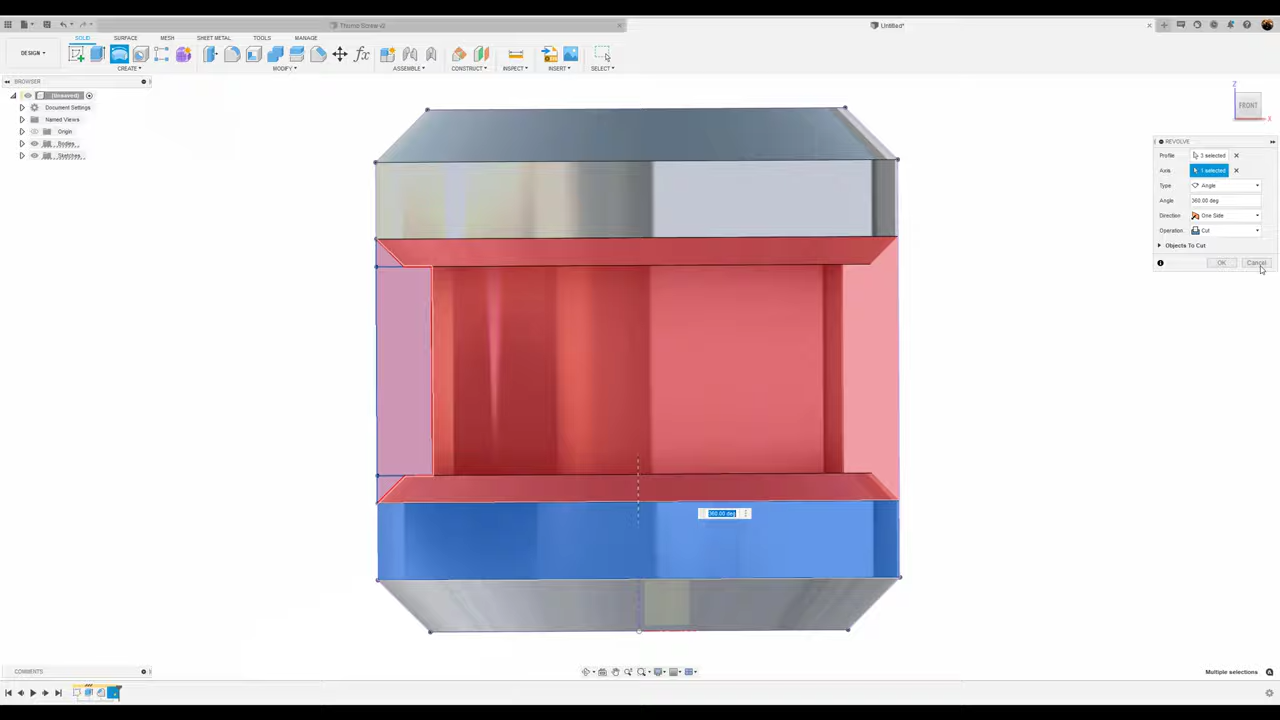 Thumb Screw v2
Untitled*
SOLID
SURFACE
MESH
SHEET METAL
TOOLS
MANAGE
DESIGN
CREATE
MODIFY
ASSEMBLE
CONSTRUCT
INSPECT
INSERT
SELECT
BROWSER
(Unsaved)
Document Settings
Named Views
Origin
Bodies
Sketches
Z
FRONT
X
REVOLVE
Profile
3 selected
Axis
1 selected
Type
Angle
Angle
360.00 deg
Direction
One Side
Operation
Cut
Objects To Cut
OK
Cancel
360.00 deg
COMMENTS
Multiple selections